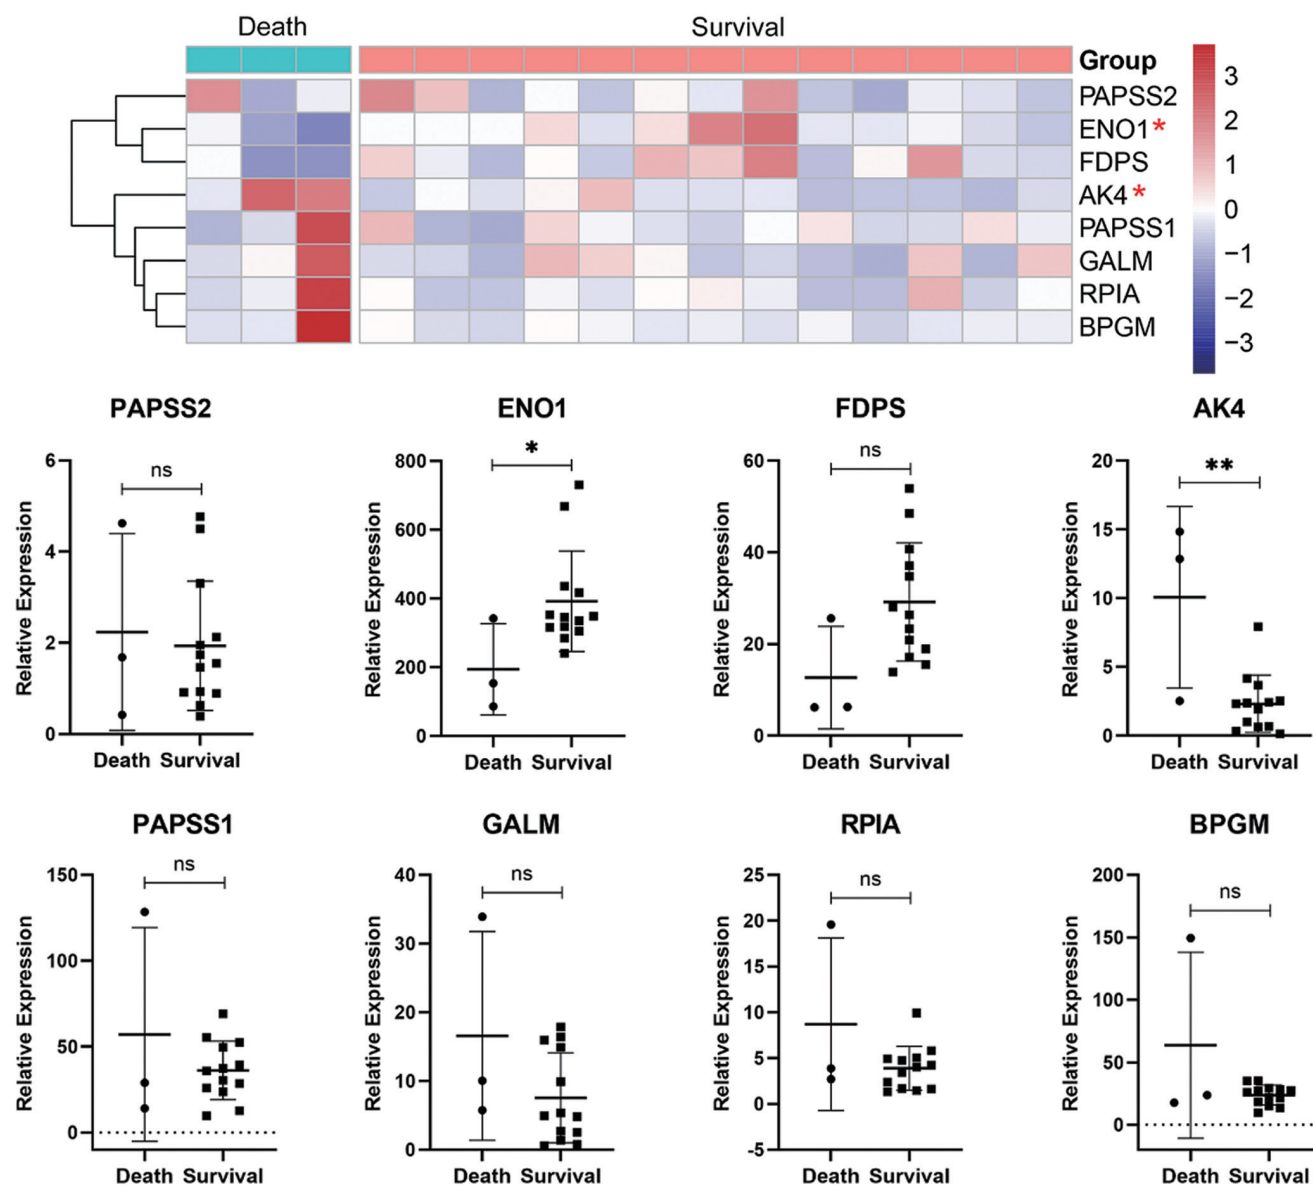 Death Survival
Group
PAPSS2
ENO1*
FDPS
AK4*
PAPSS1
GALM
RPIA
BPGM
3
2
1
0
−1
−2
−3
PAPSS2
ENO1
FDPS
AK4
Relative Expression
6
4
2
0
ns
Death Survival
Relative Expression
800
600
400
200
0
*
Death Survival
Relative Expression
60
40
20
0
ns
Death Survival
Relative Expression
20
15
10
5
0
**
Death Survival
PAPSS1
GALM
RPIA
BPGM
Relative Expression
150
100
50
0
ns
Death Survival
Relative Expression
40
30
20
10
0
ns
Death Survival
Relative Expression
25
20
15
10
5
0
-5
ns
Death Survival
Relative Expression
200
150
100
50
0
ns
Death Survival